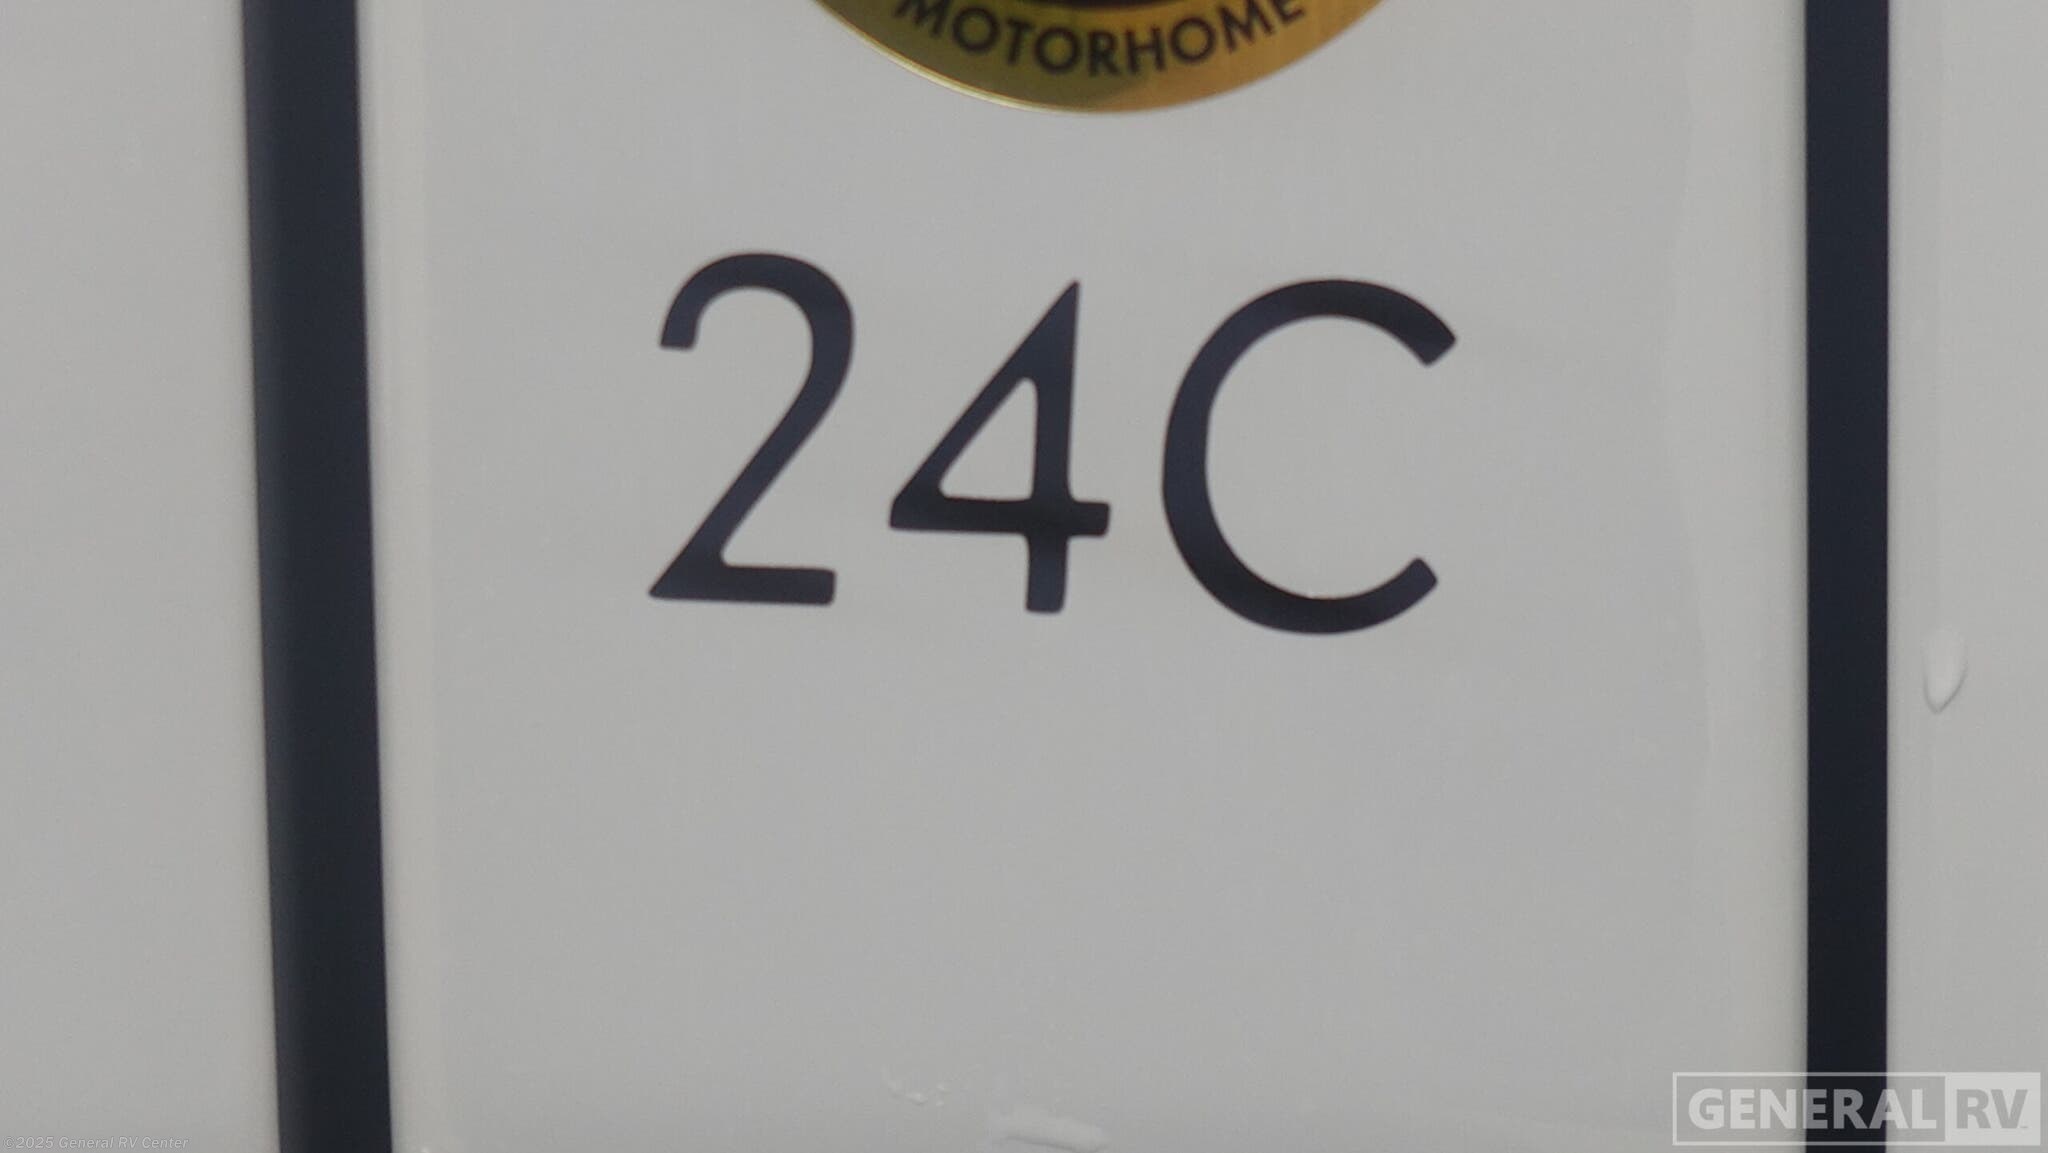 MOTORHOME
24C
GENERAL RV
©2025 General RV Center